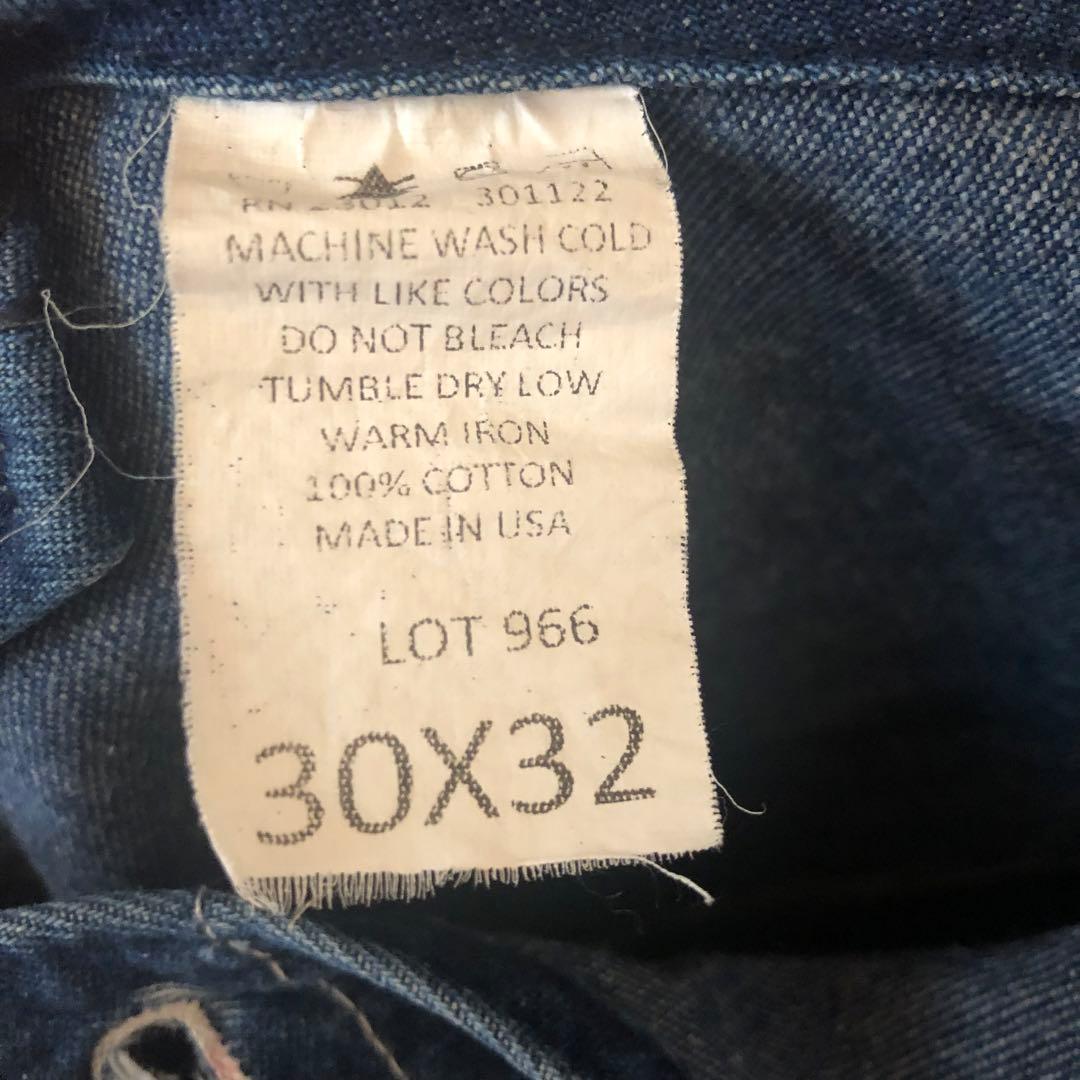 301122
MACHINE WASH COLD
WITH LIKE COLORS
DO NOT BLEACH
TUMBLE DRY LOW
WARM IRON
100% COTTON
MADE IN USA
LOT 966
30X32